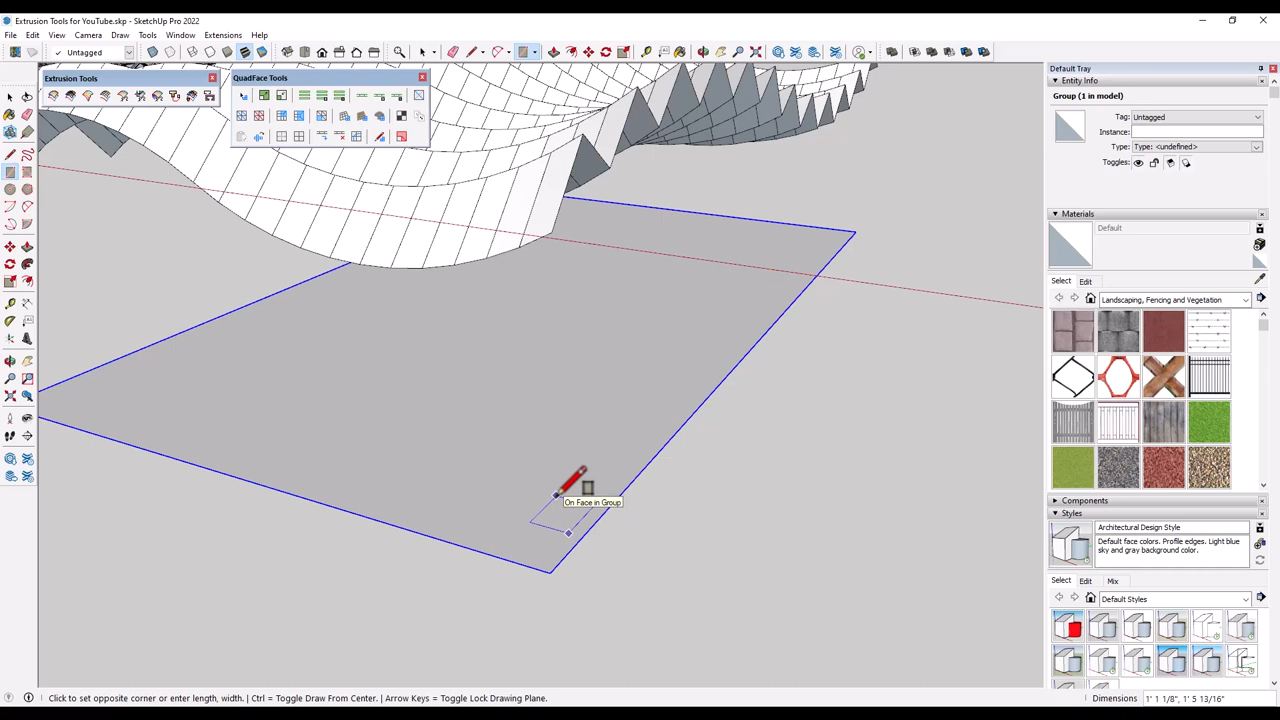 Extrusion Tools for YouTube.skp - SketchUp Pro 2022
File Edit View Camera Draw Tools Window Extensions Help
Untagged
Extrusion Tools
QuadFace Tools
On Face in Group
Default Tray
Entity Info
Group (1 in model)
Tag: Untagged
Instance:
Type: Type: <undefined>
Toggles:
Materials
Default
Select Edit
Landscaping, Fencing and Vegetation
Components
Styles
Architectural Design Style
Default face colors. Profile edges. Light blue
sky and gray background color.
Select Edit Mix
Default Styles
Click to set opposite corner or enter length, width. | Ctrl = Toggle Draw From Center. | Arrow Keys = Toggle Lock Drawing Plane.
Dimensions 1' 1 1/8", 1' 5 13/16"